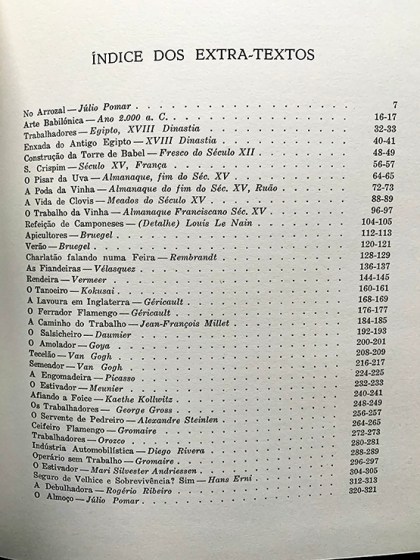 ÍNDICE DOS EXTRA-TEXTOS
No Arrozal — Júlio Pomar 7
Arte Babilónica — Ano 2.000 a. C. 16-17
Trabalhadores — Egipto, XVIII Dinastia 32-33
Enxada do Antigo Egipto — XVIII Dinastia 40-41
Construção da Torre de Babel — Fresco do Século XII 48-49
S. Crispim — Século XV, França 56-57
O Pisar da Uva — Almanaque, fim do Séc. XV 64-65
A Poda da Vinha — Almanaque do fim do Séc. XV, Ruão 72-73
A Vida de Clovis — Meados do Século XV 88-89
O Trabalho da Vinha — Almanaque Franciscano Séc. XV 96-97
Refeição de Camponeses — (Detalhe) Louis Le Nain 104-105
Apicultores — Bruegel 112-113
Verão — Bruegel 120-121
Charlatão falando numa Feira — Rembrandt 128-129
As Fiandeiras — Vélasquez 136-137
Rendeira — Vermeer 144-145
O Tanoeiro — Kokusai 160-161
A Lavoura em Inglaterra — Géricault 168-169
O Ferrador Flamengo — Géricault 176-177
A Caminho do Trabalho — Jean-François Millet 184-185
O Salsicheiro — Daumier 192-193
O Amolador — Goya 200-201
Tecelão — Van Gogh 208-209
Semeador — Van Gogh 216-217
A Engomadeira — Picasso 224-225
O Estivador — Meunier 232-233
Afiando a Foice — Kaethe Kollwitz 240-241
Os Trabalhadores — George Gross 248-249
O Servente de Pedreiro — Alexandre Steinlen 256-257
Ceifeiro Flamengo — Gromaire 264-265
Trabalhadores — Orozco 272-273
Indústria Automobilística — Diego Rivera 280-281
Operário sem Trabalho — Gromaire 288-289
O Estivador — Mari Silvester Andriessen 296-297
Seguro de Velhice e Sobrevivência? Sim — Hans Erni 304-305
A Debulhadora — Rogério Ribeiro 312-313
O Almoço — Júlio Pomar 320-321